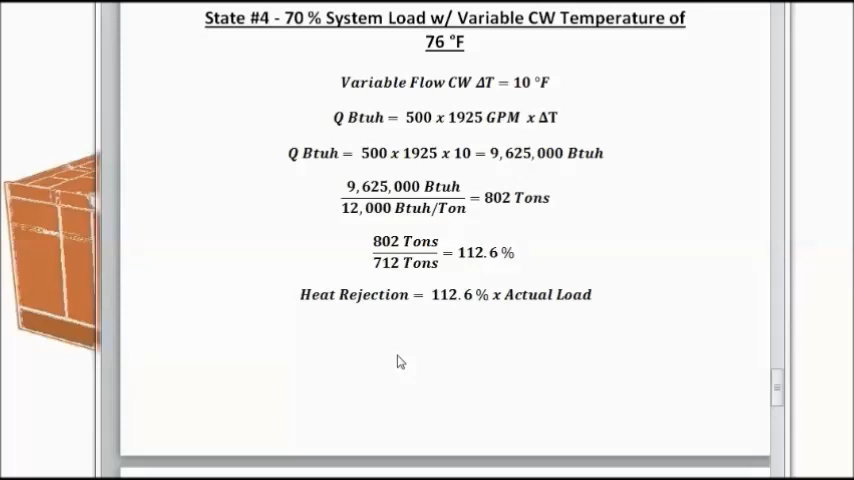 State #4 - 70 % System Load w/ Variable CW Temperature of
76 °F
Variable Flow CW ΔT = 10 °F
Q Btuh = 500 x 1925 GPM x ΔT
Q Btuh = 500 x 1925 x 10 = 9,625,000 Btuh
9,625,000 Btuh
12,000 Btuh/Ton
= 802 Tons
802 Tons
712 Tons
= 112.6 %
Heat Rejection = 112.6 % x Actual Load